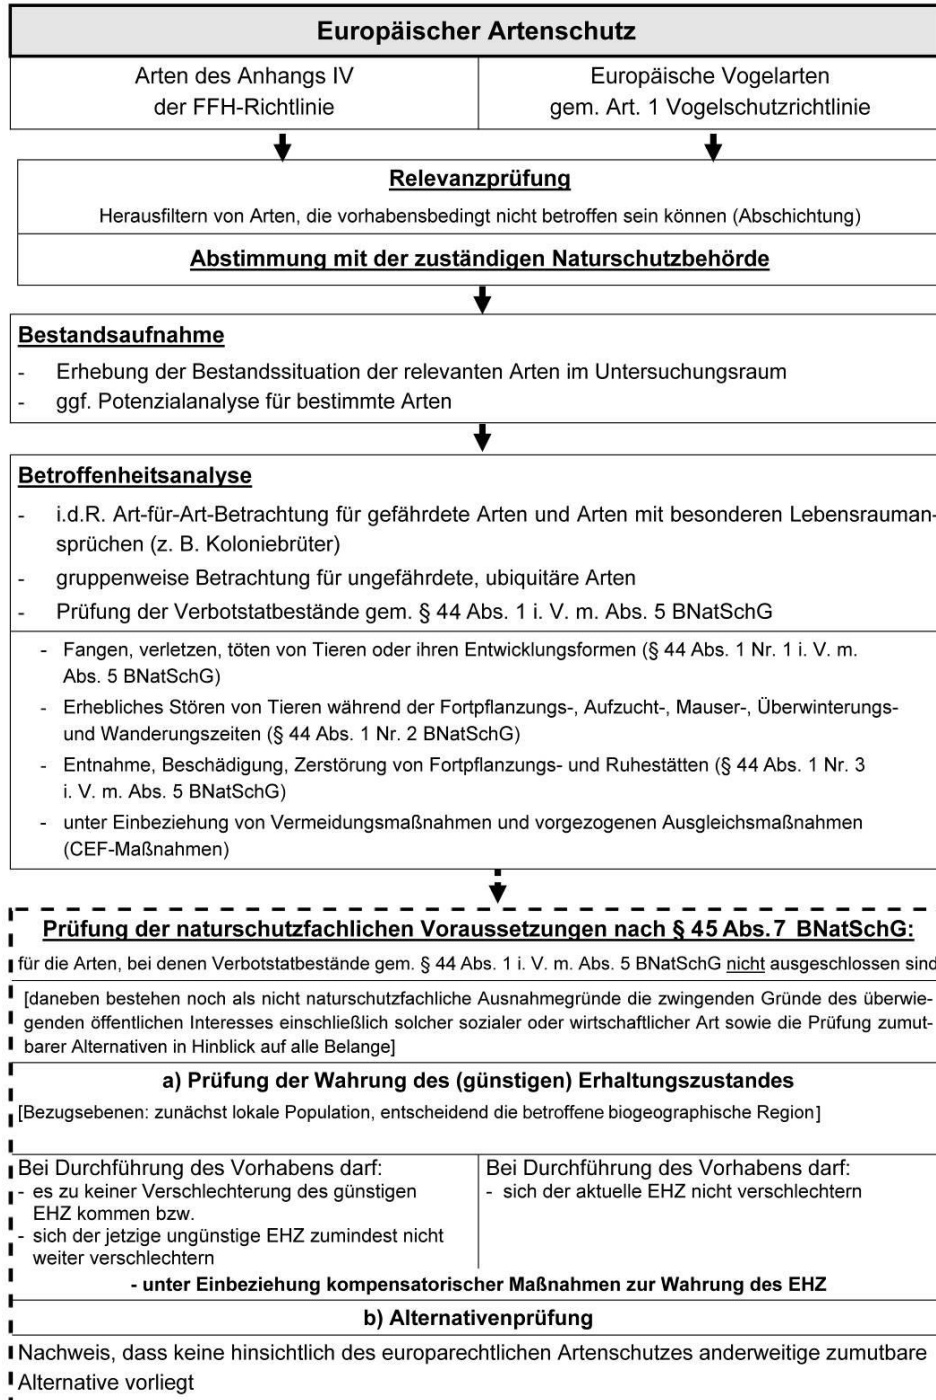 Europäischer Artenschutz
Arten des Anhangs IV
der FFH-Richtlinie
Europäische Vogelarten
gem. Art. 1 Vogelschutzrichtlinie
Relevanzprüfung
Herausfiltern von Arten, die vorhabensbedingt nicht betroffen sein können (Abschichtung)
Abstimmung mit der zuständigen Naturschutzbehörde
Bestandsaufnahme
- Erhebung der Bestandssituation der relevanten Arten im Untersuchungsraum
- ggf. Potenzialanalyse für bestimmte Arten
Betroffenheitsanalyse
- i.d.R. Art-für-Art-Betrachtung für gefährdete Arten und Arten mit besonderen Lebensrauman-
sprüchen (z. B. Koloniebrüter)
- gruppenweise Betrachtung für ungefährdete, ubiquitäre Arten
- Prüfung der Verbotstatbestände gem. § 44 Abs. 1 i. V. m. Abs. 5 BNatSchG
- Fangen, verletzen, töten von Tieren oder ihren Entwicklungsformen (§ 44 Abs. 1 Nr. 1 i. V. m.
Abs. 5 BNatSchG)
- Erhebliches Stören von Tieren während der Fortpflanzungs-, Aufzucht-, Mauser-, Überwinterungs-
und Wanderungszeiten (§ 44 Abs. 1 Nr. 2 BNatSchG)
- Entnahme, Beschädigung, Zerstörung von Fortpflanzungs- und Ruhestätten (§ 44 Abs. 1 Nr. 3
i. V. m. Abs. 5 BNatSchG)
- unter Einbeziehung von Vermeidungsmaßnahmen und vorgezogenen Ausgleichsmaßnahmen
(CEF-Maßnahmen)
Prüfung der naturschutzfachlichen Voraussetzungen nach § 45 Abs. 7 BNatSchG:
für die Arten, bei denen Verbotstatbestände gem. § 44 Abs. 1 i. V. m. Abs. 5 BNatSchG nicht ausgeschlossen sind
[daneben bestehen noch als nicht naturschutzfachliche Ausnahmegründe die zwingenden Gründe des überwie-
genden öffentlichen Interesses einschließlich solcher sozialer oder wirtschaftlicher Art sowie die Prüfung zumut-
barer Alternativen in Hinblick auf alle Belange]
a) Prüfung der Wahrung des (günstigen) Erhaltungszustandes
[Bezugsebenen: zunächst lokale Population, entscheidend die betroffene biogeographische Region]
Bei Durchführung des Vorhabens darf:
- es zu keiner Verschlechterung des günstigen
EHZ kommen bzw.
- sich der jetzige ungünstige EHZ zumindest nicht
weiter verschlechtern
Bei Durchführung des Vorhabens darf:
- sich der aktuelle EHZ nicht verschlechtern
- unter Einbeziehung kompensatorischer Maßnahmen zur Wahrung des EHZ
b) Alternativenprüfung
Nachweis, dass keine hinsichtlich des europarechtlichen Artenschutzes anderweitige zumutbare
Alternative vorliegt